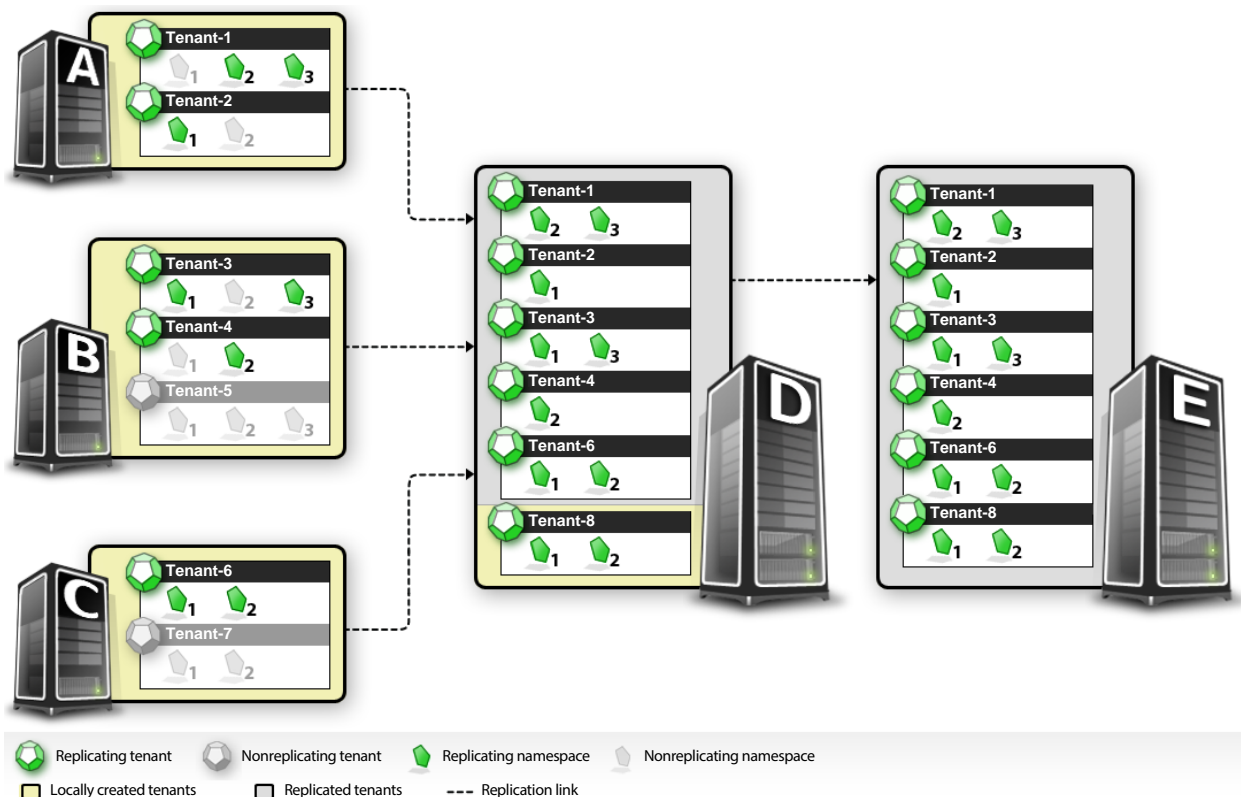 A
Tenant-1
1 2 3
Tenant-2
1 2
B
Tenant-3
1 2 3
Tenant-4
1 2
Tenant-5
1 2 3
C
Tenant-6
1 2
Tenant-7
1 2
D
Tenant-1
2 3
Tenant-2
1
Tenant-3
1 3
Tenant-4
2
Tenant-6
1 2
Tenant-8
1 2
E
Tenant-1
2 3
Tenant-2
1
Tenant-3
1 3
Tenant-4
2
Tenant-6
1 2
Tenant-8
1 2
Replicating tenant Nonreplicating tenant Replicating namespace Nonreplicating namespace
Locally created tenants Replicated tenants Replication link